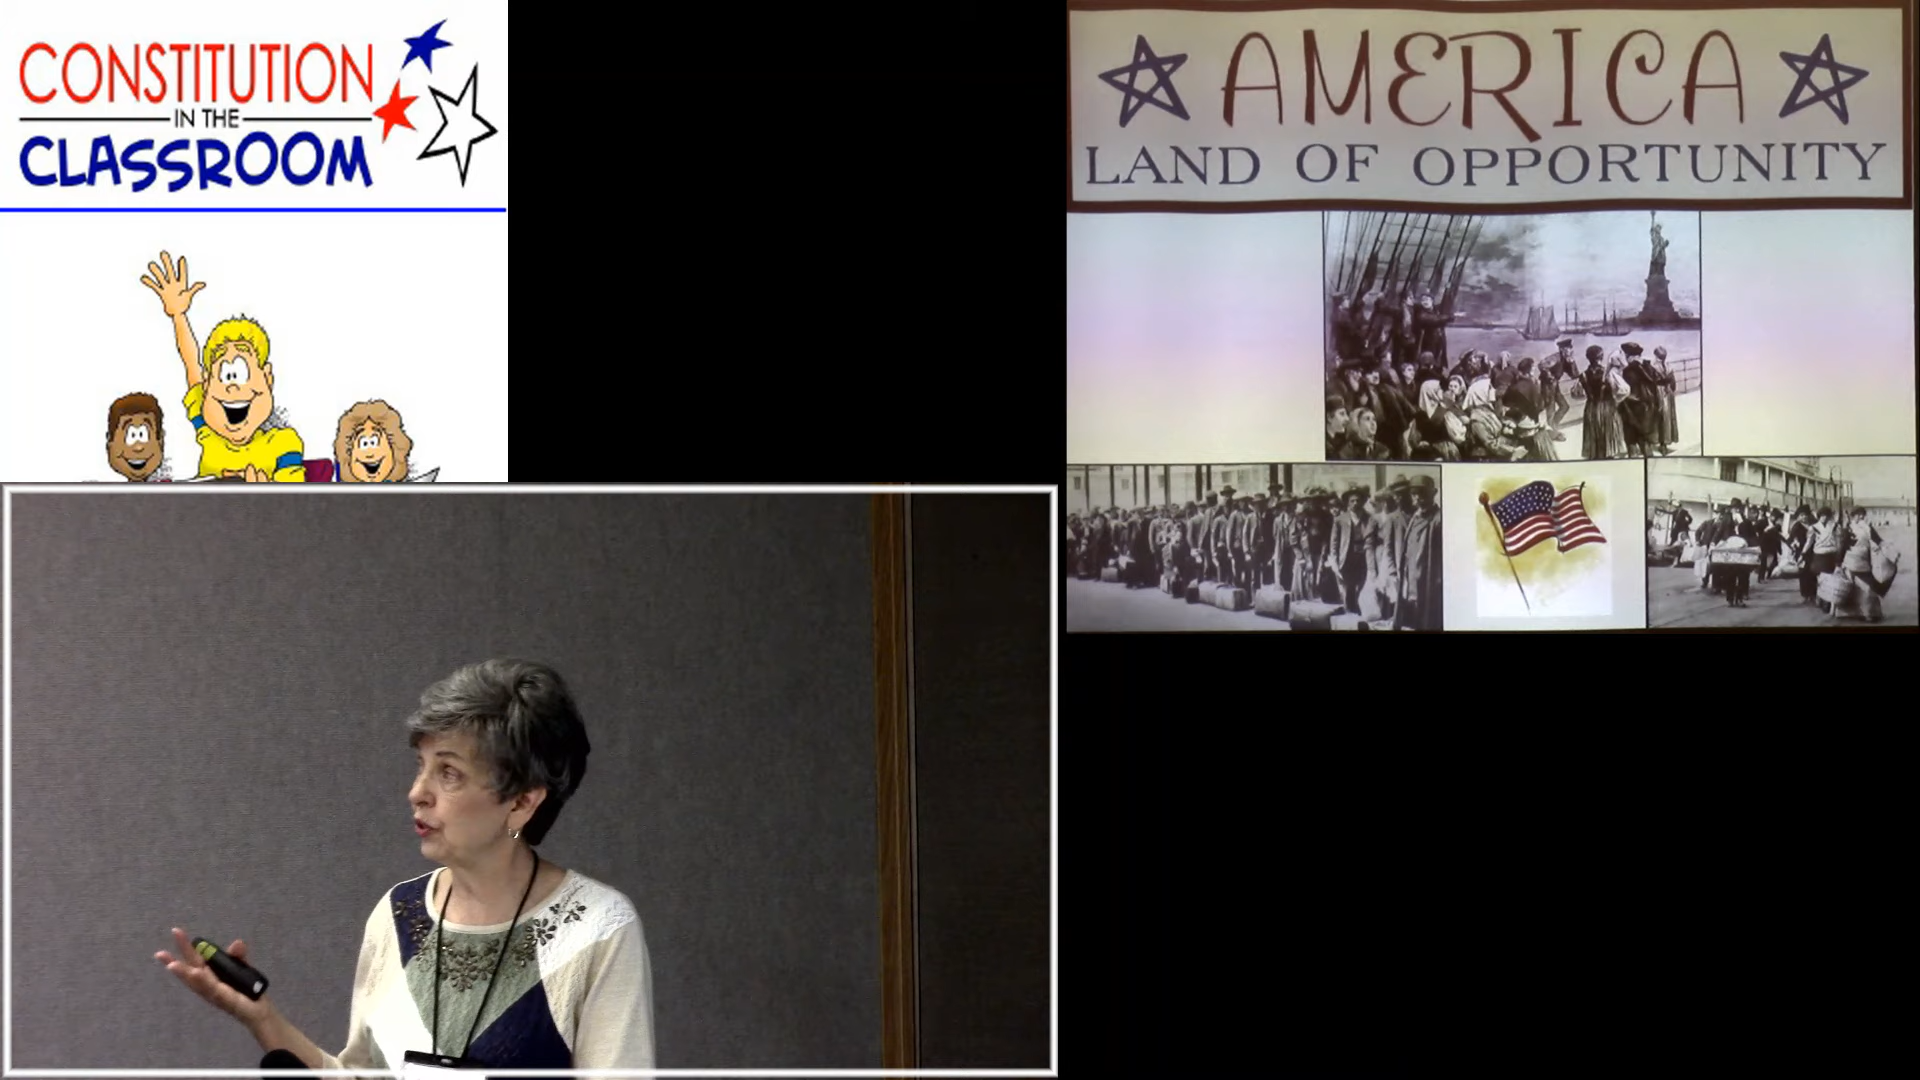 CONSTITUTION
IN THE
CLASSROOM
AMERICA
LAND OF OPPORTUNITY